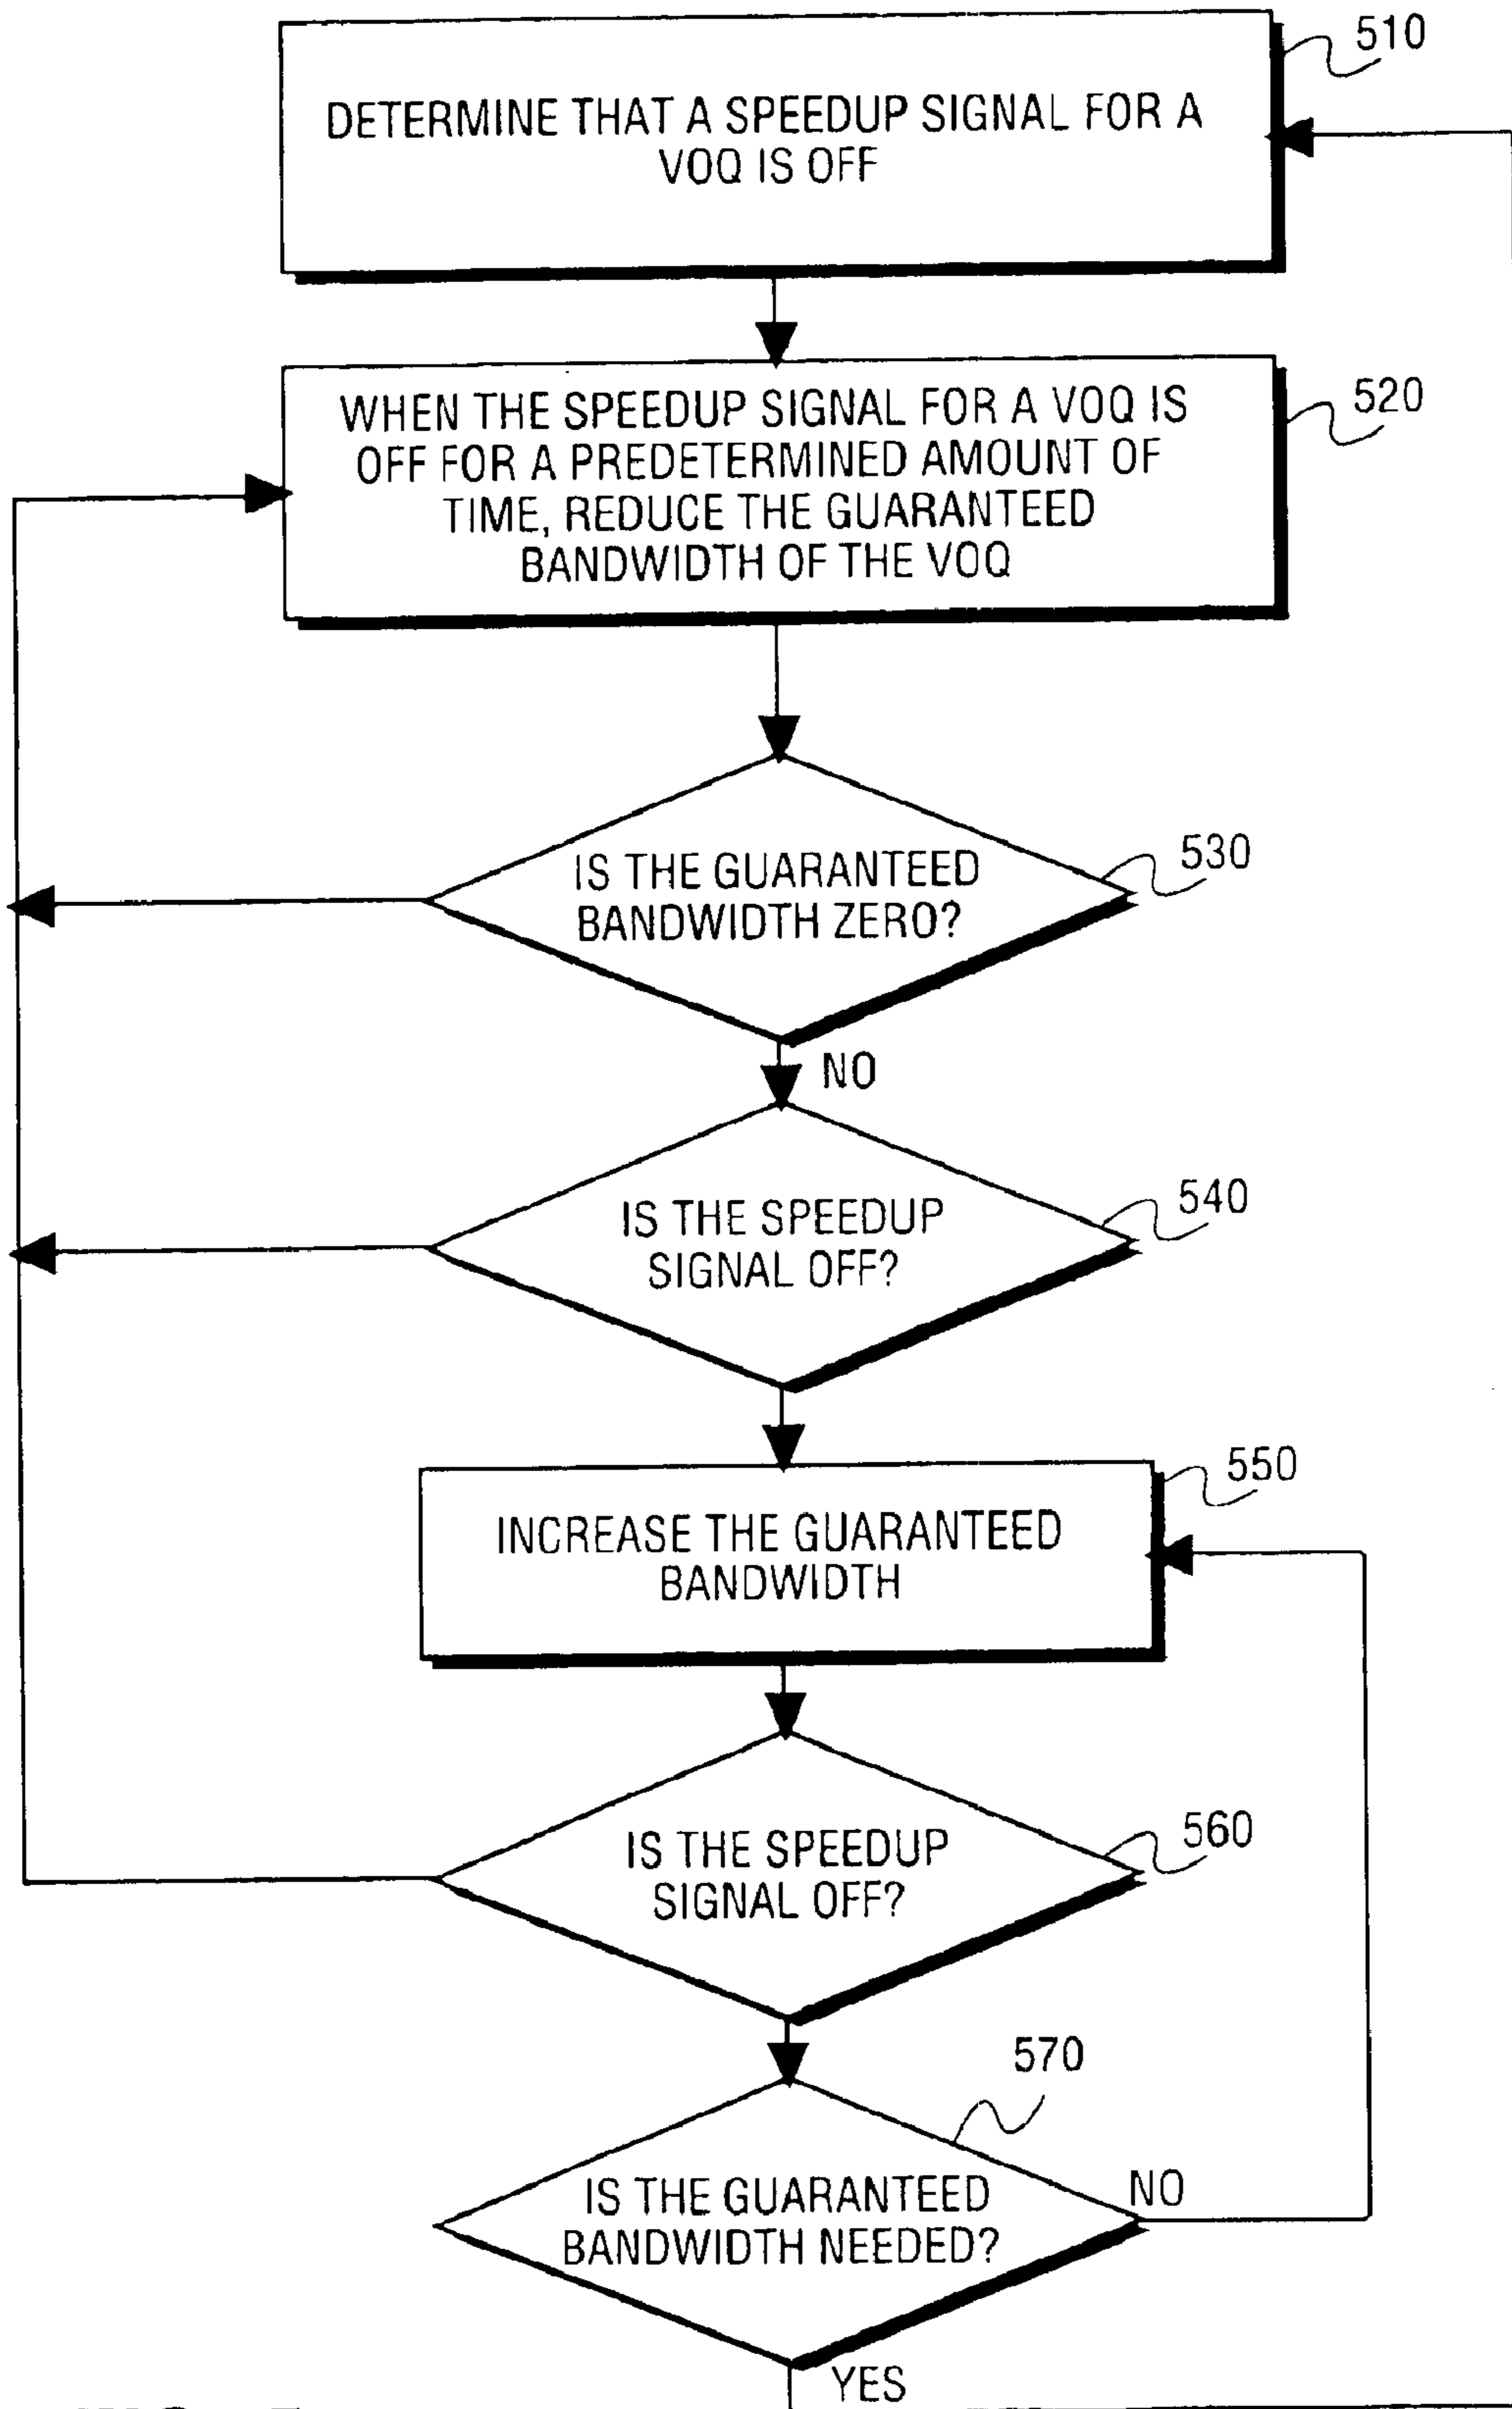 510
DETERMINE THAT A SPEEDUP SIGNAL FOR A
VOQ IS OFF
520
WHEN THE SPEEDUP SIGNAL FOR A VOQ IS
OFF FOR A PREDETERMINED AMOUNT OF
TIME, REDUCE THE GUARANTEED
BANDWIDTH OF THE VOQ
530
IS THE GUARANTEED
BANDWIDTH ZERO?
NO
540
IS THE SPEEDUP
SIGNAL OFF?
550
INCREASE THE GUARANTEED
BANDWIDTH
560
IS THE SPEEDUP
SIGNAL OFF?
570
IS THE GUARANTEED
BANDWIDTH NEEDED?
NO
YES